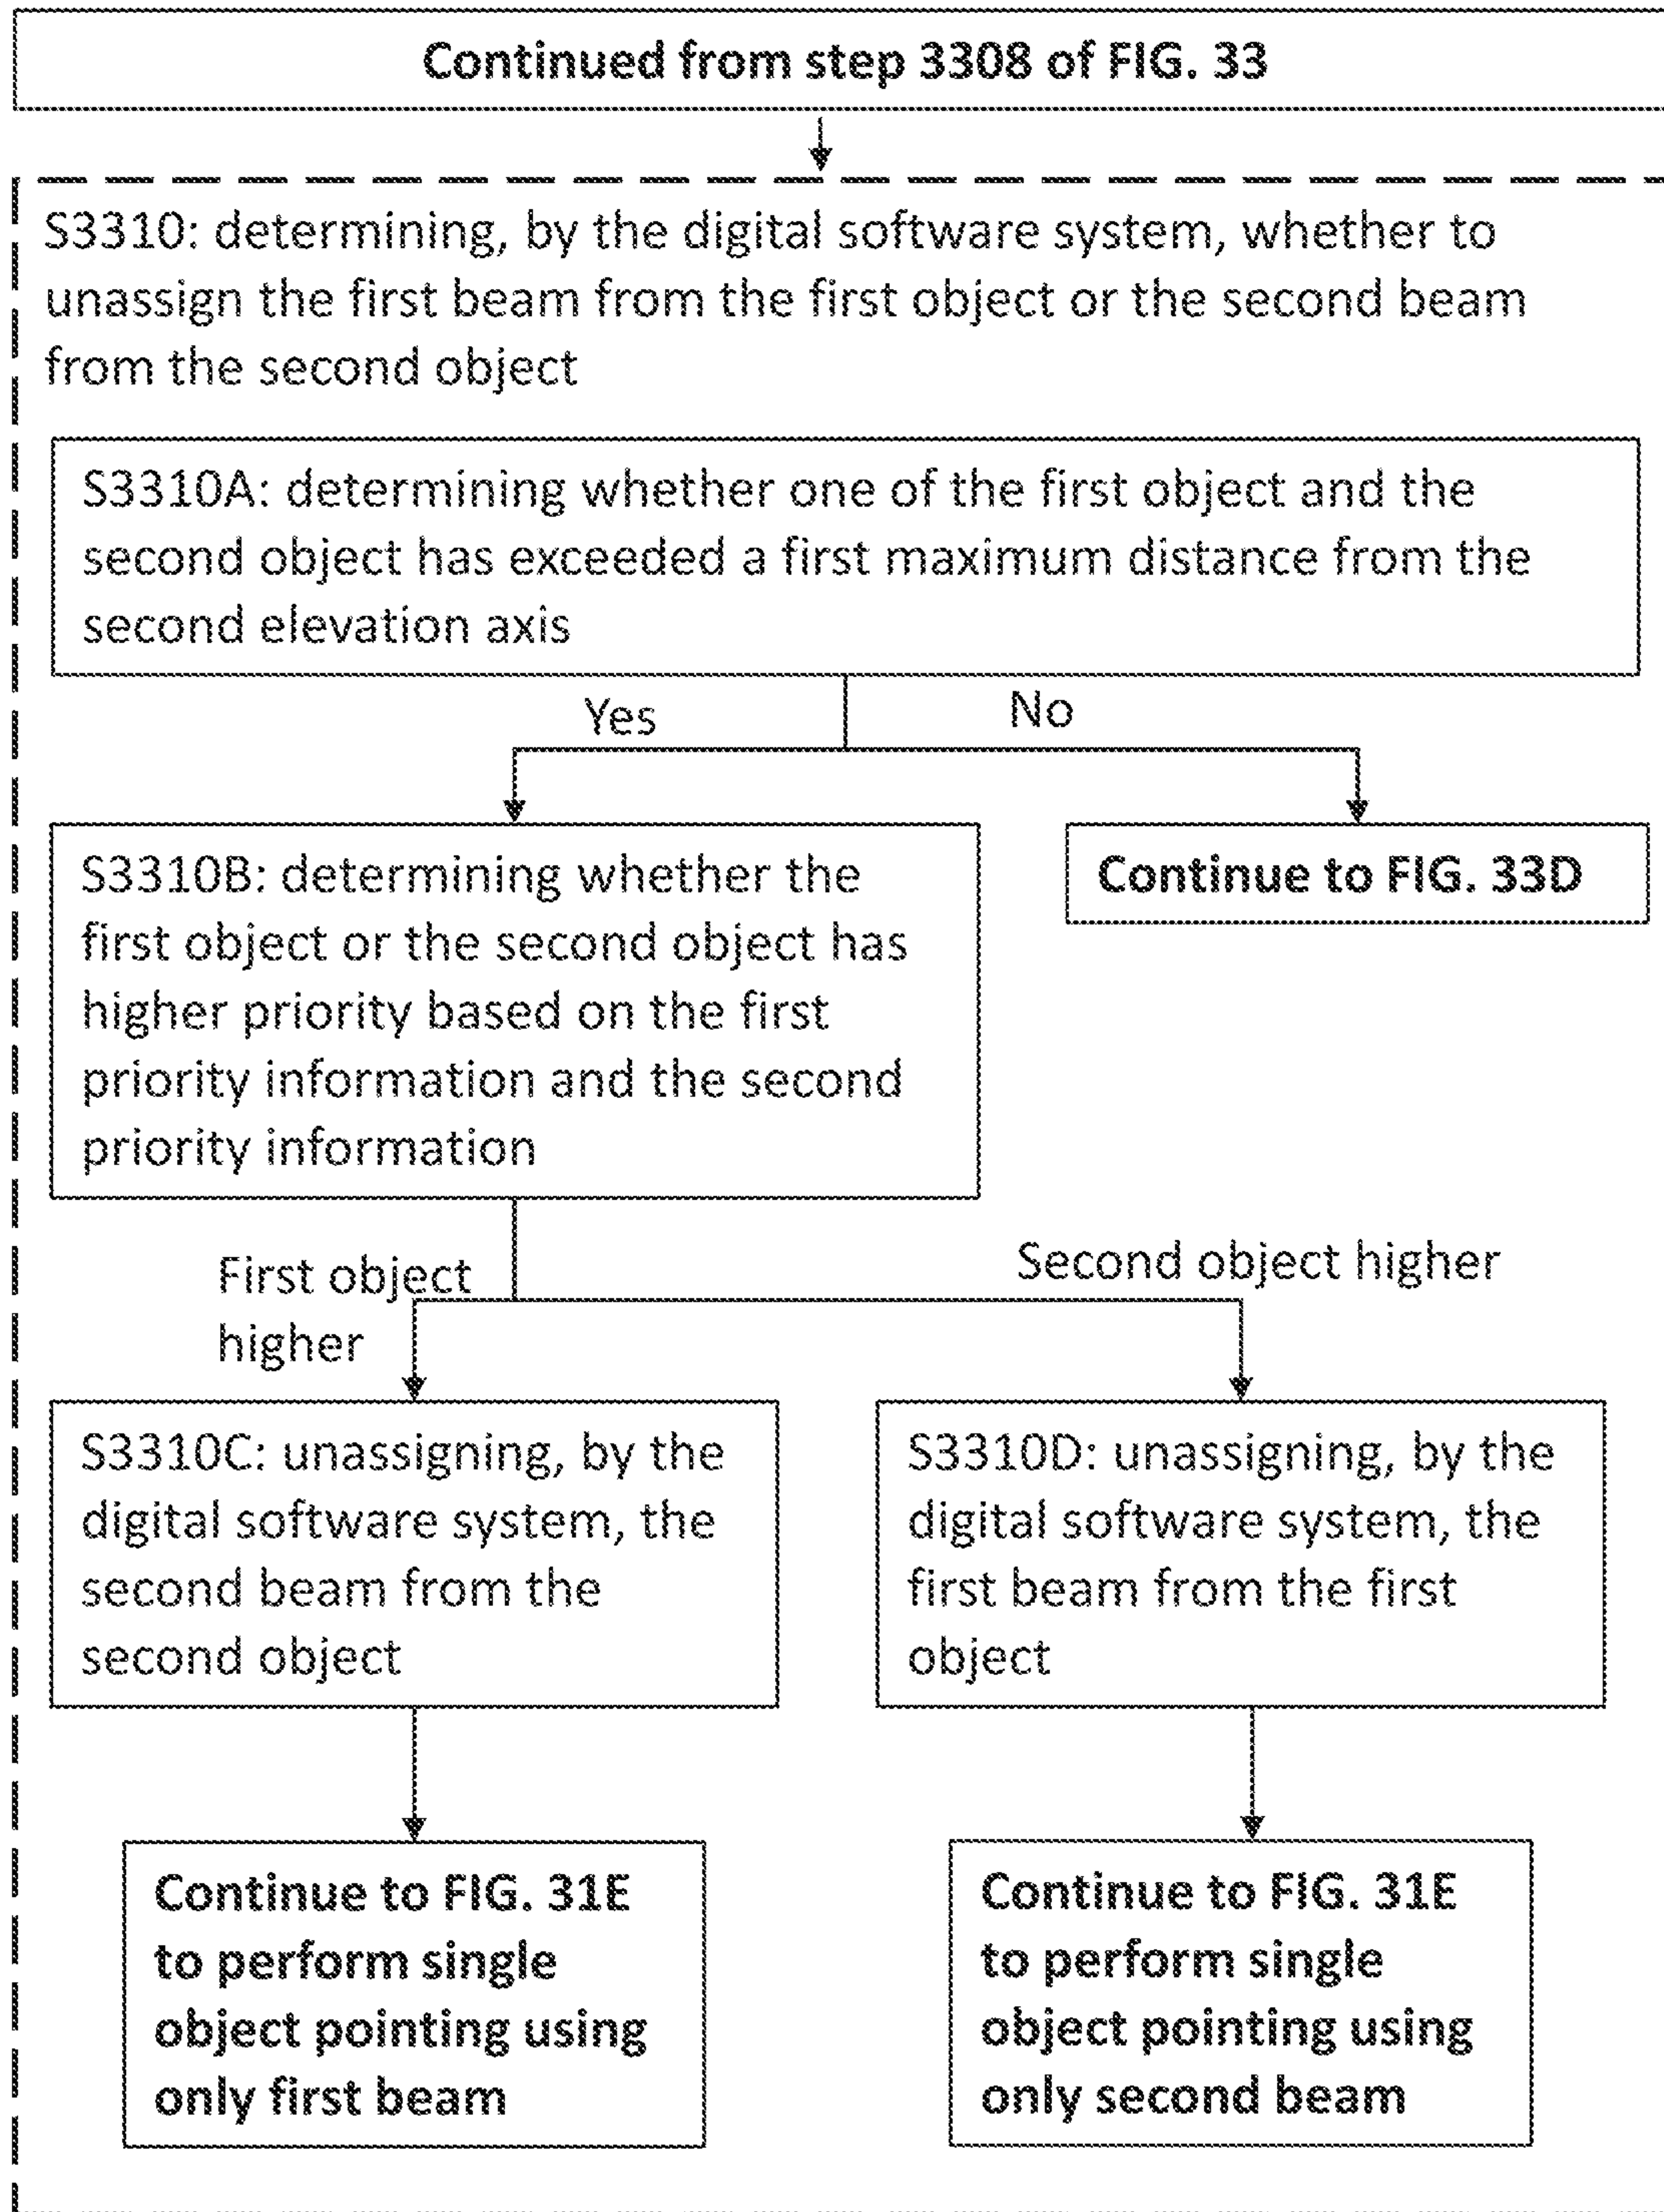 Continued from step 3308 of FIG. 33
S3310: determining, by the digital software system, whether to
unassign the first beam from the first object or the second beam
from the second object
S3310A: determining whether one of the first object and the
second object has exceeded a first maximum distance from the
second elevation axis
Yes
No
S3310B: determining whether the
first object or the second object has
higher priority based on the first
priority information and the second
priority information
Continue to FIG. 33D
First object
higher
Second object higher
S3310C: unassigning, by the
digital software system, the
second beam from the
second object
S3310D: unassigning, by the
digital software system, the
first beam from the first
object
Continue to FIG. 31E
to perform single
object pointing using
only first beam
Continue to FIG. 31E
to perform single
object pointing using
only second beam